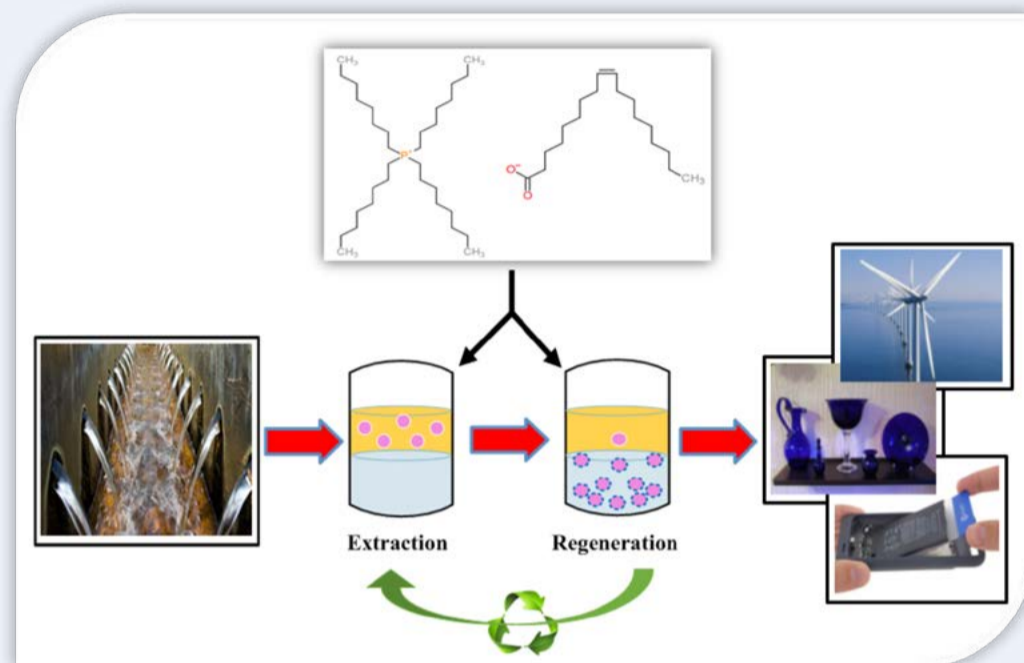 CH₃
CH₃
P⁺
O⁻
O
CH₃
CH₃
CH₃
Extraction
Regeneration